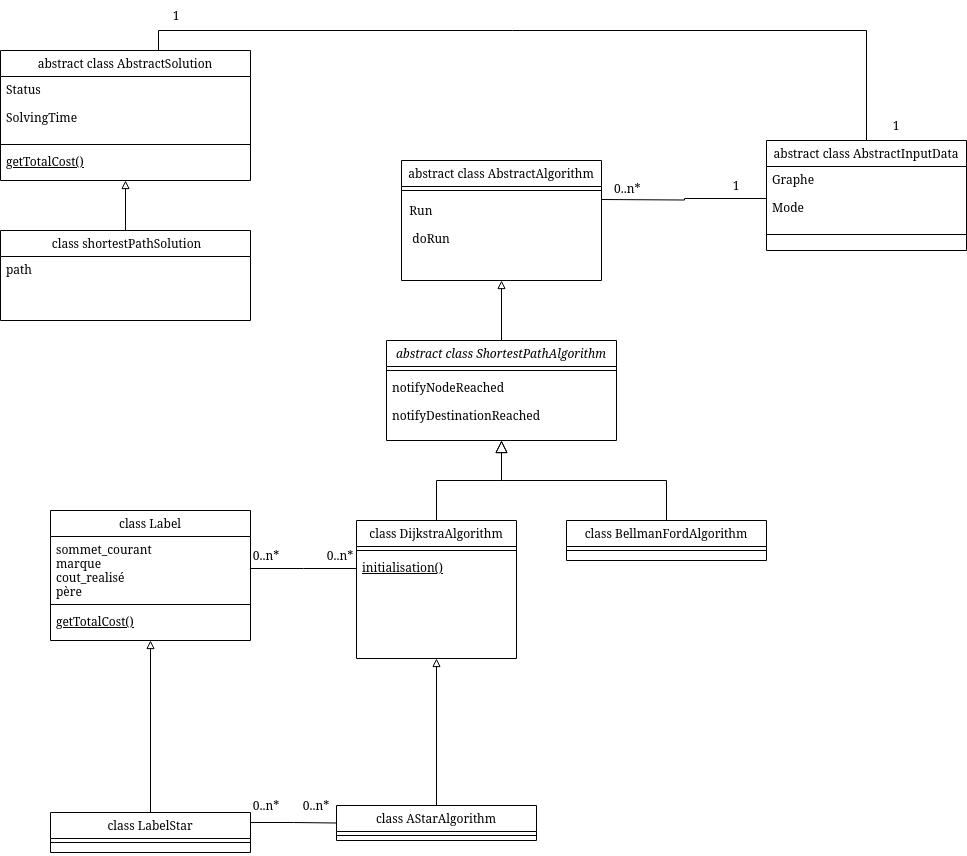 1
abstract class AbstractSolution
Status
SolvingTime
getTotalCost()
class shortestPathSolution
path
1
abstract class AbstractInputData
Graphe
Mode
abstract class AbstractAlgorithm
Run
doRun
0..n*
1
abstract class ShortestPathAlgorithm
notifyNodeReached
notifyDestinationReached
class Label
sommet_courant
marque
cout_realisé
père
getTotalCost()
0..n*
0..n*
class DijkstraAlgorithm
initialisation()
class BellmanFordAlgorithm
class LabelStar
0..n*
0..n*
class AStarAlgorithm